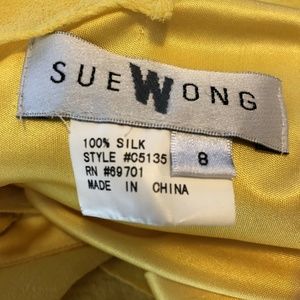 SUE WONG
100% SILK
STYLE #C5135
RN #69701
MADE IN CHINA
8